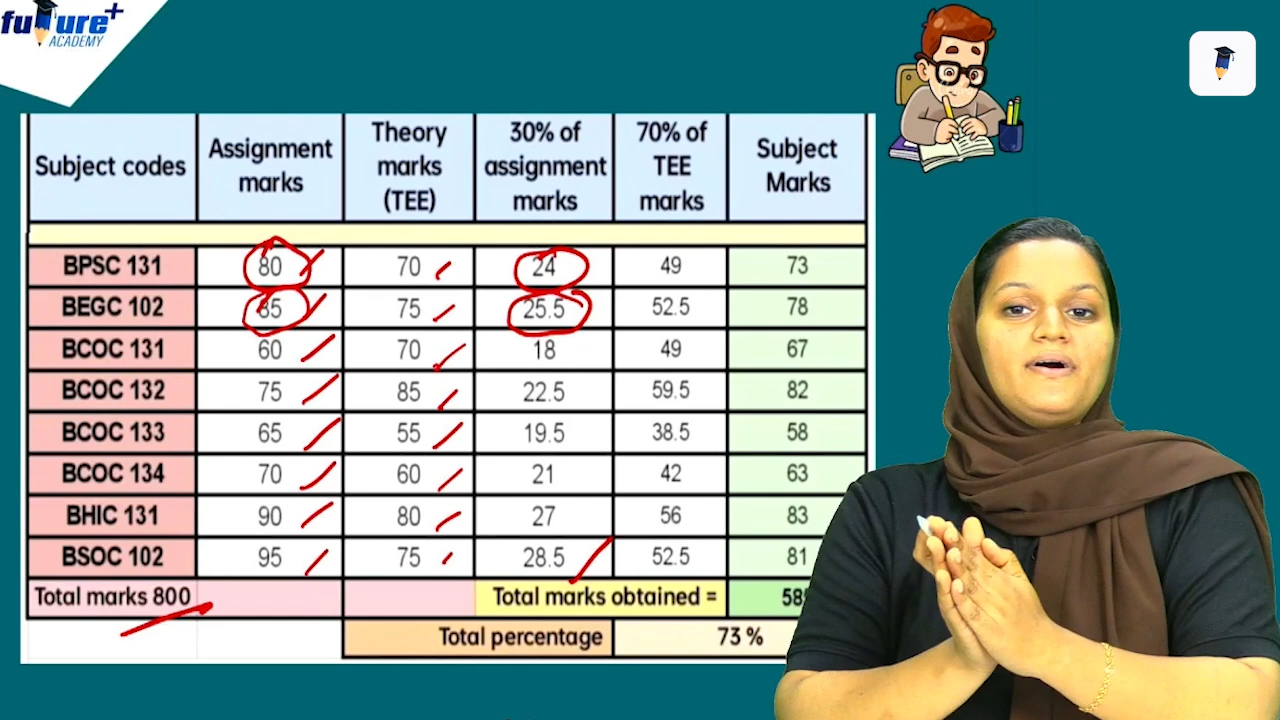 future+
ACADEMY
Subject codes Assignment marks Theory marks (TEE) 30% of assignment marks 70% of TEE marks Subject Marks
BPSC 131 80 70 24 49 73
BEGC 102 85 75 25.5 52.5 78
BCOC 131 60 70 18 49 67
BCOC 132 75 85 22.5 59.5 82
BCOC 133 65 55 19.5 38.5 58
BCOC 134 70 60 21 42 63
BHIC 131 90 80 27 56 83
BSOC 102 95 75 28.5 52.5 81
Total marks 800 Total marks obtained =
Total percentage 73 %